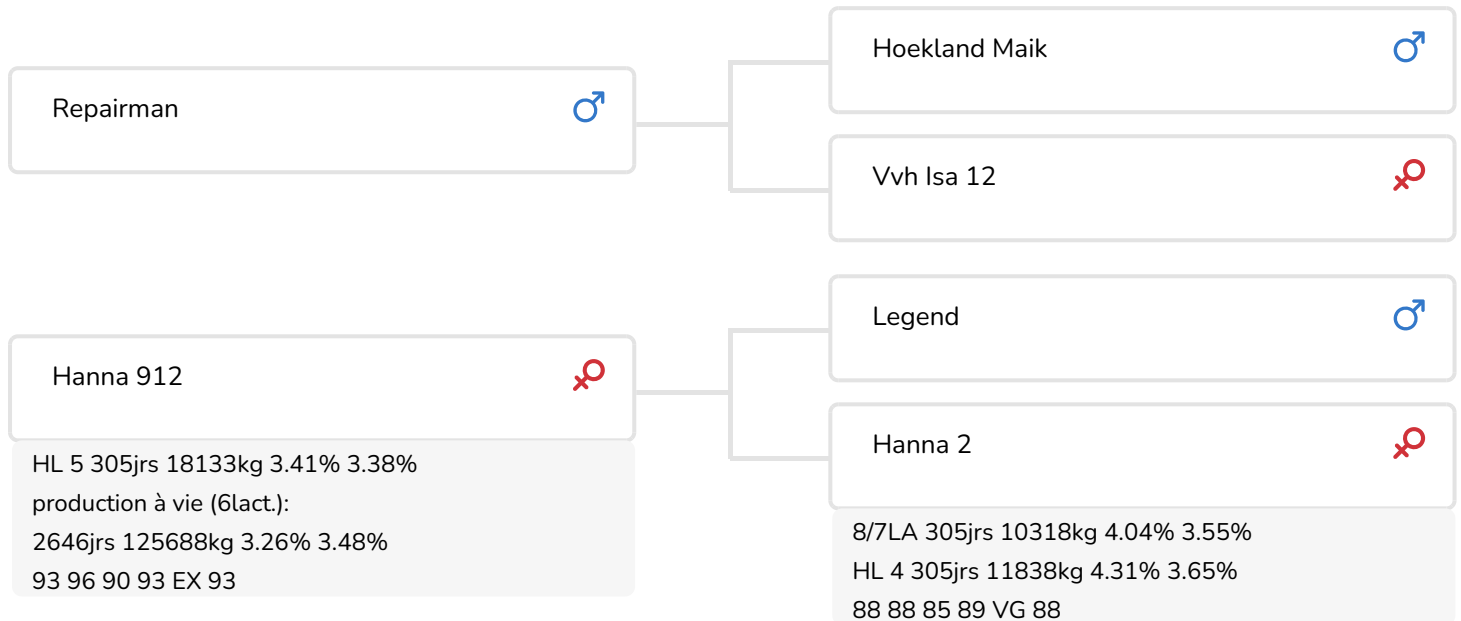 Repairman
Hoekland Maik
Vvh Isa 12
Hanna 912
HL 5 305jrs 18133kg 3.41% 3.38%
production à vie (6lact.):
2646jrs 125688kg 3.26% 3.48%
93 96 90 93 EX 93
Legend
Hanna 2
8/7LA 305jrs 10318kg 4.04% 3.55%
HL 4 305jrs 11838kg 4.31% 3.65%
88 88 85 89 VG 88